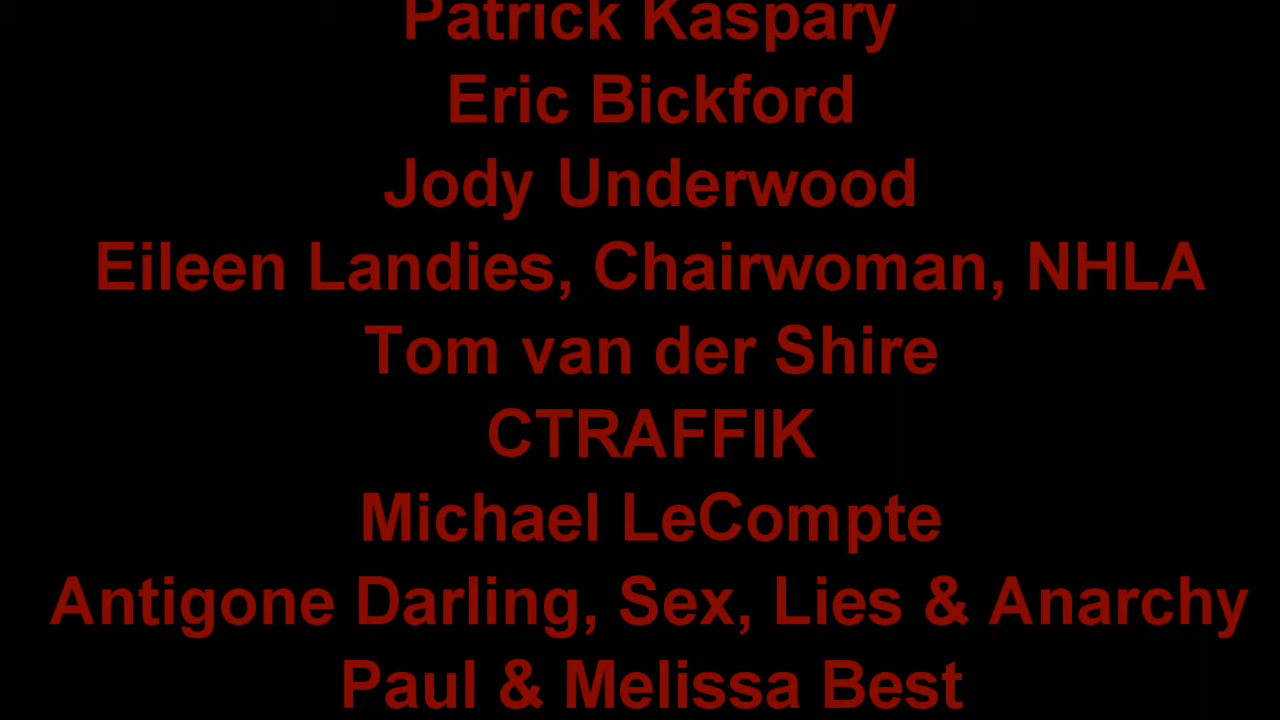 Patrick Kaspary
Eric Bickford
Jody Underwood
Eileen Landies, Chairwoman, NHLA
Tom van der Shire
CTRAFFIK
Michael LeCompte
Antigone Darling, Sex, Lies & Anarchy
Paul & Melissa Best